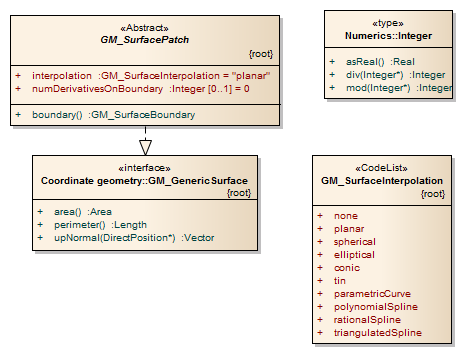 «Abstract»
GM_SurfacePatch
{root}
+ interpolation :GM_SurfaceInterpolation = "planar"
+ numDerivativesOnBoundary :Integer [0..1] = 0
+ boundary() :GM_SurfaceBoundary
«type»
Numerics::Integer
+ asReal() :Real
+ div(Integer*) :Integer
+ mod(Integer*) :Integer
«interface»
Coordinate geometry::GM_GenericSurface
{root}
+ area() :Area
+ perimeter() :Length
+ upNormal(DirectPosition*) :Vector
«CodeList»
GM_SurfaceInterpolation
{root}
+ none
+ planar
+ spherical
+ elliptical
+ conic
+ tin
+ parametricCurve
+ polynomialSpline
+ rationalSpline
+ triangulatedSpline